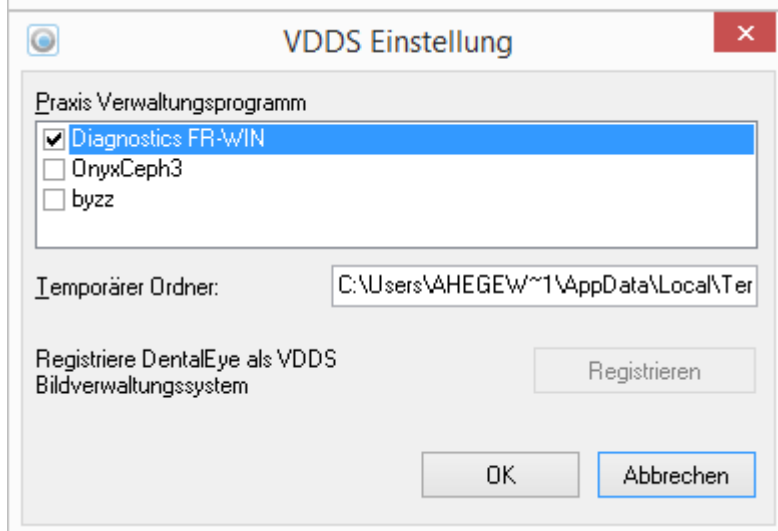 VDDS Einstellung
Praxis Verwaltungsprogramm
Diagnostics FR-WIN
OnyxCeph3
byzz
Temporärer Ordner:
C:\Users\AHEGEW~1\AppData\Local\Ter
Registriere DentalEye als VDDS
Bildverwaltungssystem
Registrieren
OK
Abbrechen